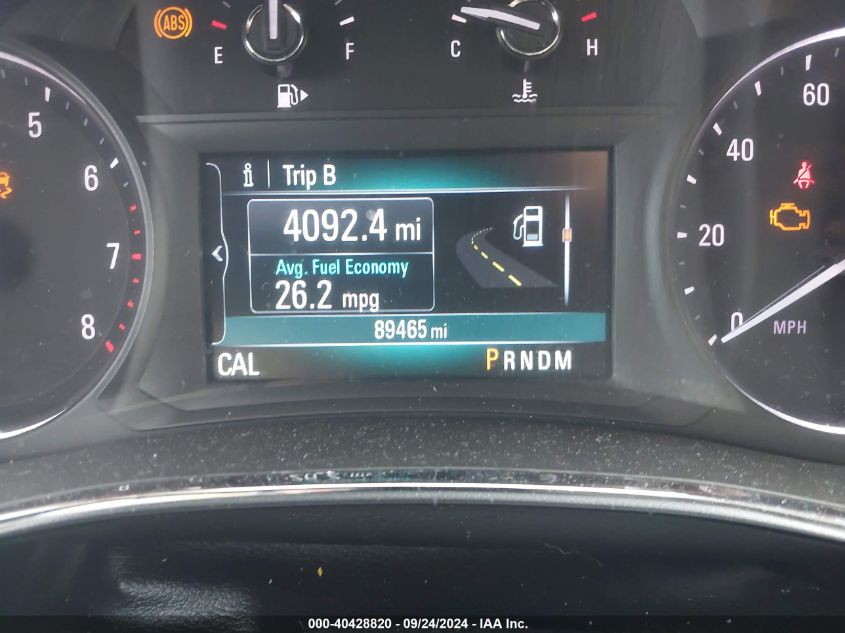 ABS
E F C H
5
6
7
8
Trip B
4092.4 mi
Avg. Fuel Economy
26.2 mpg
89465 mi
CAL PRNDM
60
40
20
0
MPH
000-40428820 - 09/24/2024 - IAA Inc.